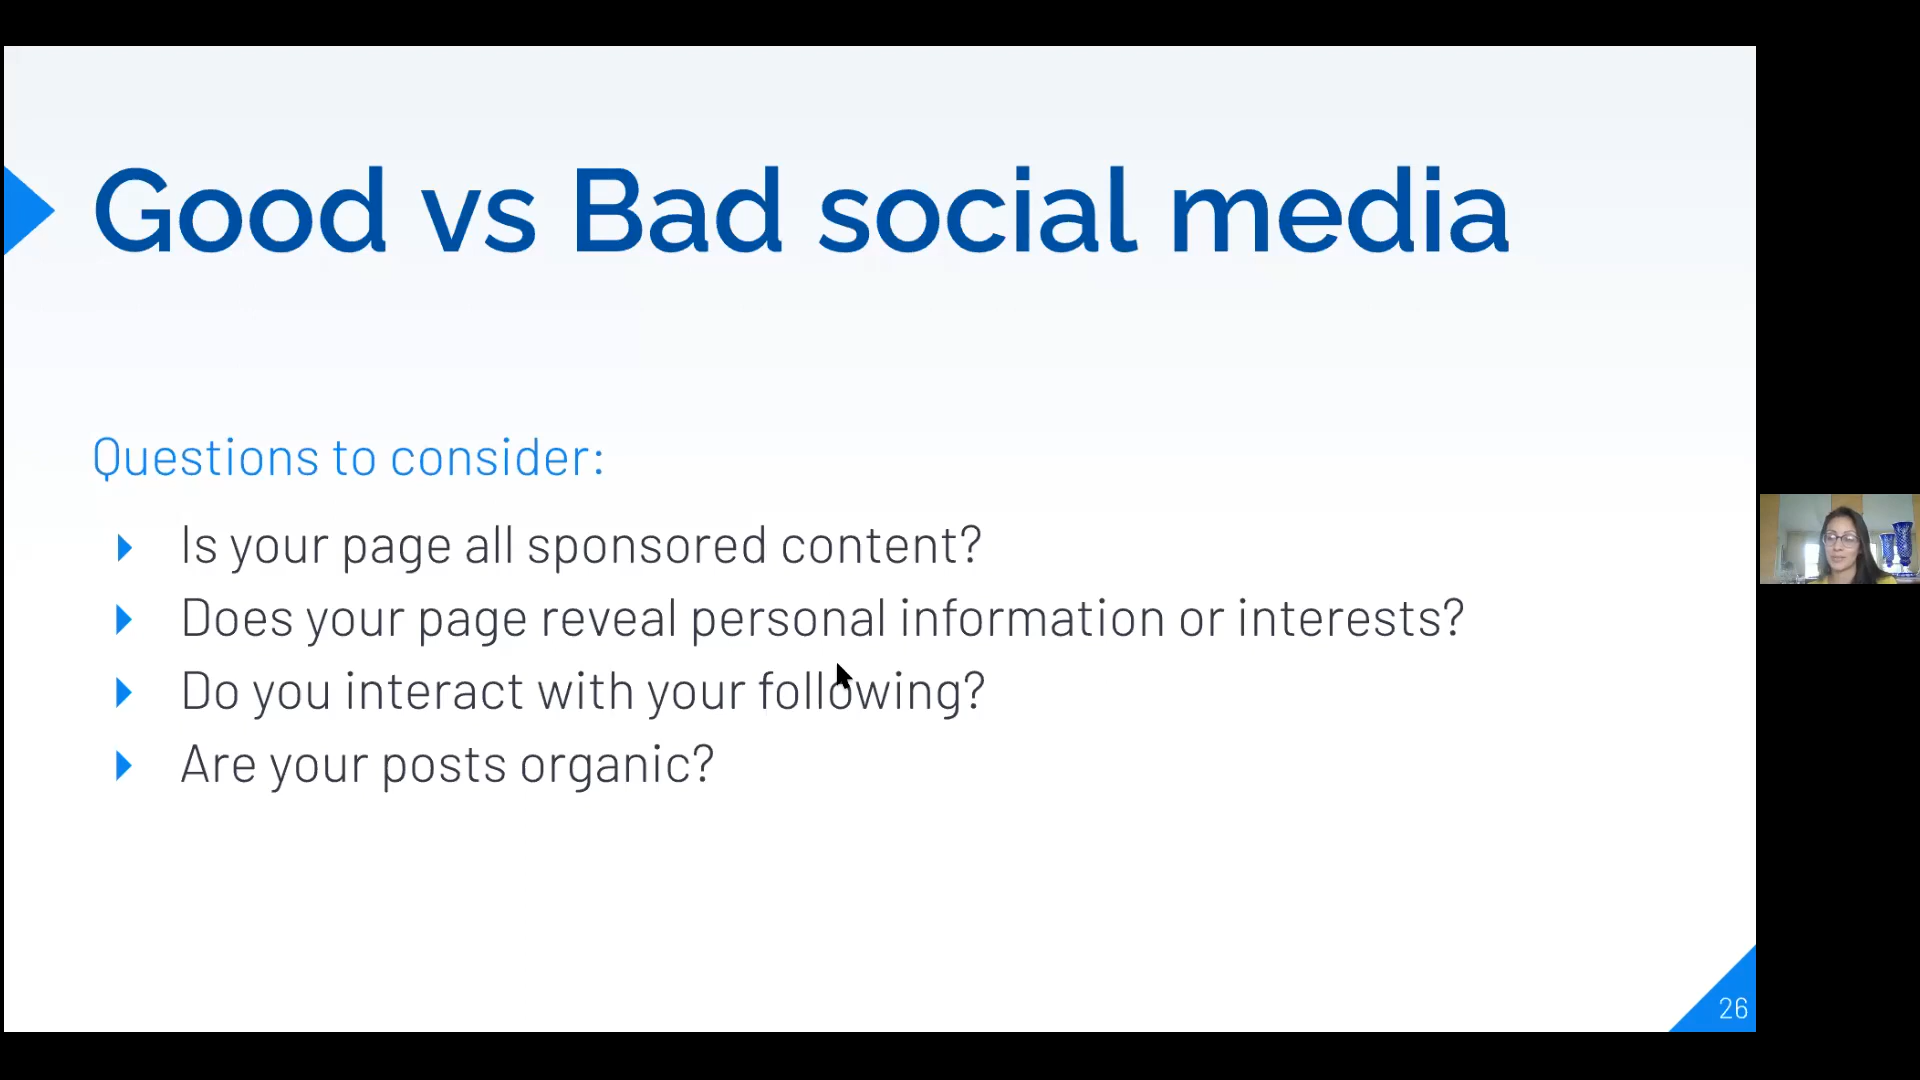 Good vs Bad social media
Questions to consider:
Is your page all sponsored content?
Does your page reveal personal information or interests?
Do you interact with your following?
Are your posts organic?
26